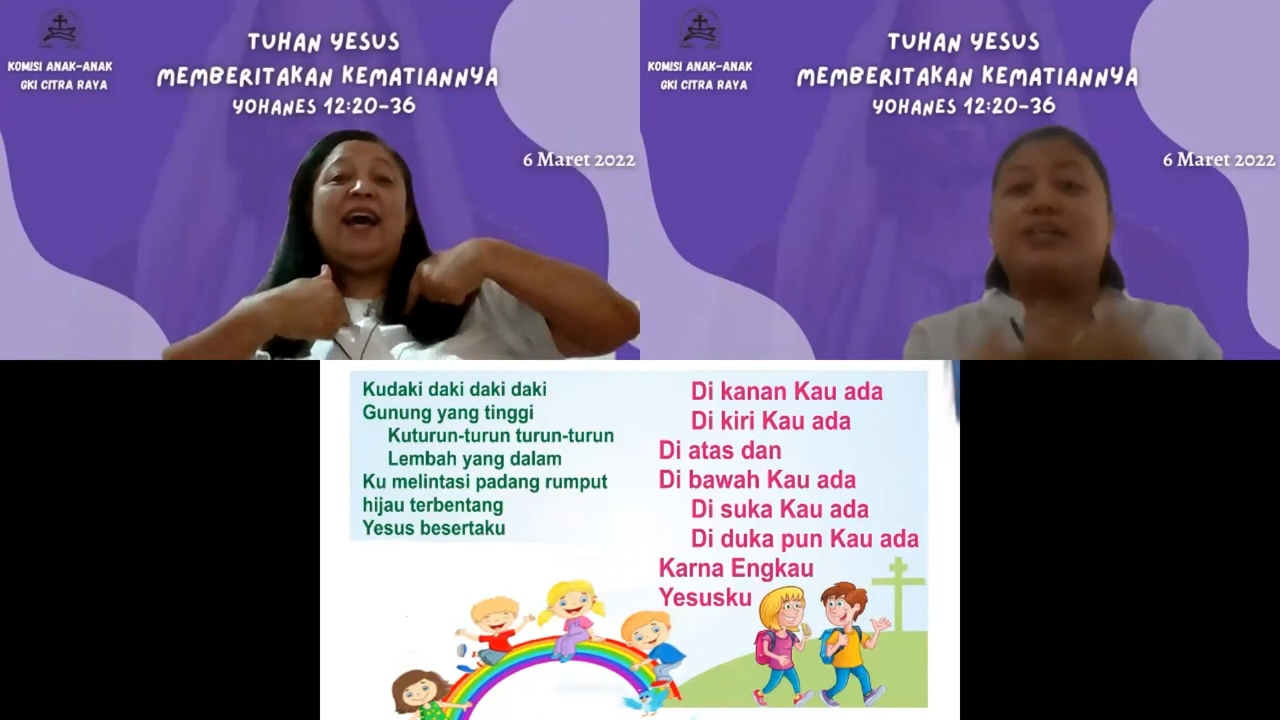 KOMISI ANAK-ANAK
GKI CITRA RAYA
TUHAN YESUS
MEMBERITAKAN KEMATIANNYA
YOHANES 12:20-36
6 Maret 2022
KOMISI ANAK-ANAK
GKI CITRA RAYA
TUHAN YESUS
MEMBERITAKAN KEMATIANNYA
YOHANES 12:20-36
6 Maret 2022
Kudaki daki daki daki
Gunung yang tinggi
Kuturun-turun turun-turun
Lembah yang dalam
Ku melintasi padang rumput
hijau terbentang
Yesus besertaku
Di kanan Kau ada
Di kiri Kau ada
Di atas dan
Di bawah Kau ada
Di suka Kau ada
Di duka pun Kau ada
Karna Engkau
Yesusku